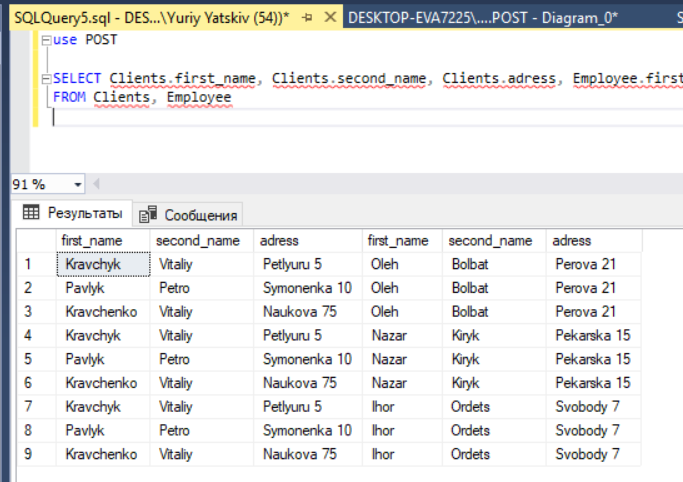 SQLQuery5.sql - DES...\Yuriy Yatskiv (54))* DESKTOP-EVA7225\....POST - Diagram_0* S
use POST
SELECT Clients.first_name, Clients.second_name, Clients.adress, Employee.first
FROM Clients, Employee
91 %
Результаты Сообщения
first_name second_name adress first_name second_name adress
1 Kravchyk Vitaliy Petlyuru 5 Oleh Bolbat Perova 21
2 Pavlyk Petro Symonenka 10 Oleh Bolbat Perova 21
3 Kravchenko Vitaliy Naukova 75 Oleh Bolbat Perova 21
4 Kravchyk Vitaliy Petlyuru 5 Nazar Kiryk Pekarska 15
5 Pavlyk Petro Symonenka 10 Nazar Kiryk Pekarska 15
6 Kravchenko Vitaliy Naukova 75 Nazar Kiryk Pekarska 15
7 Kravchyk Vitaliy Petlyuru 5 Ihor Ordets Svobody 7
8 Pavlyk Petro Symonenka 10 Ihor Ordets Svobody 7
9 Kravchenko Vitaliy Naukova 75 Ihor Ordets Svobody 7